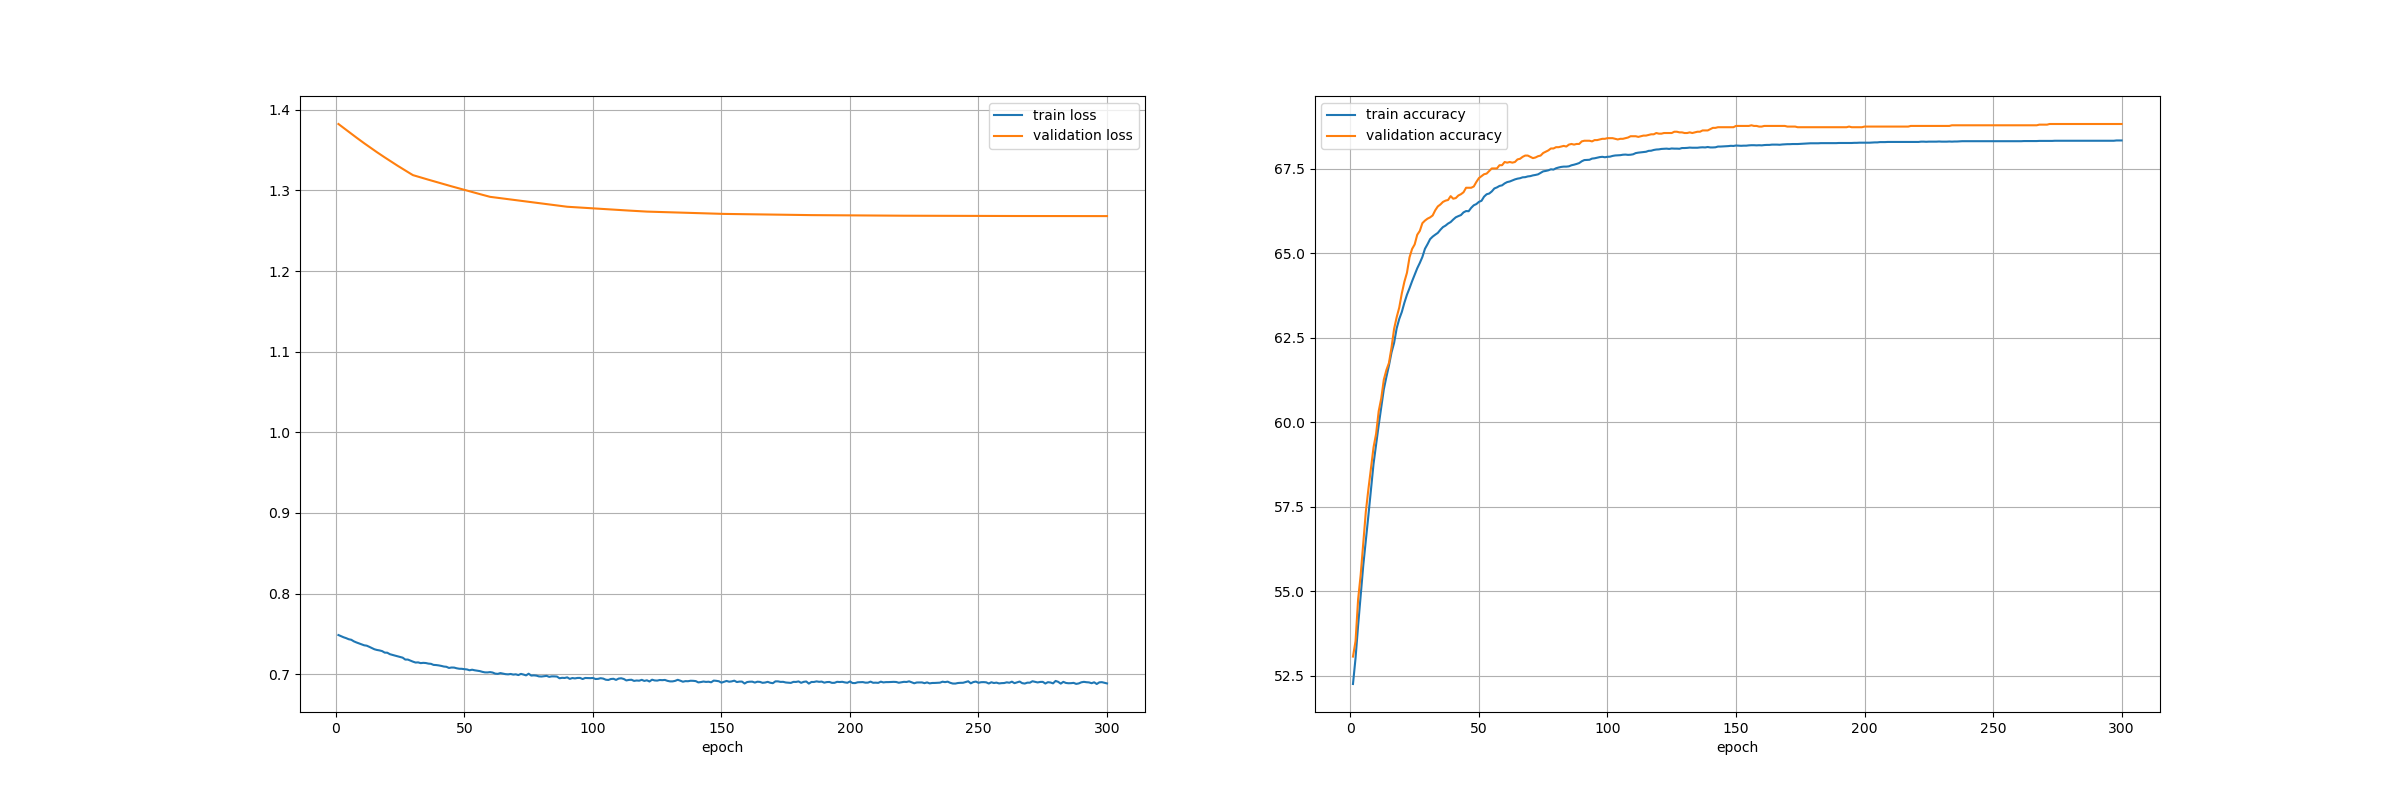 1.4
1.3
1.2
1.1
1.0
0.9
0.8
0.7
0 50 100 150 200 250 300
epoch
train loss
validation loss
67.5
65.0
62.5
60.0
57.5
55.0
52.5
0 50 100 150 200 250 300
epoch
train accuracy
validation accuracy